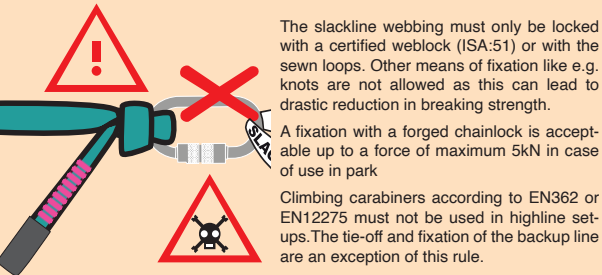 The slackline webbing must only be locked
with a certified weblock (ISA:51) or with the
sewn loops. Other means of fixation like e.g.
knots are not allowed as this can lead to
drastic reduction in breaking strength.
A fixation with a forged chainlock is accept-
able up to a force of maximum 5kN in case
of use in park
Climbing carabiners according to EN362 or
EN12275 must not be used in highline set-
ups.The tie-off and fixation of the backup line
are an exception of this rule.